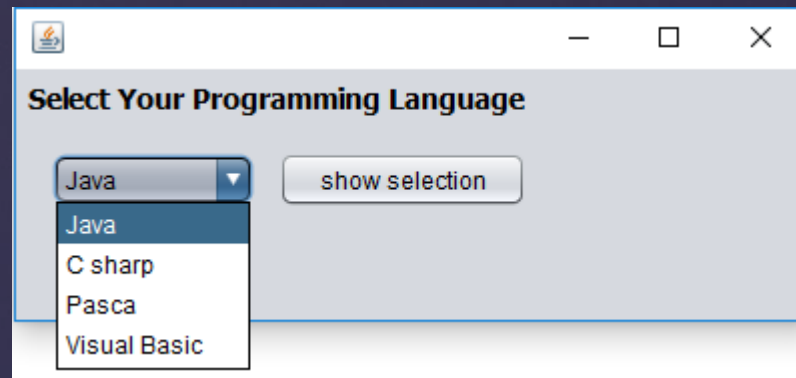 Select Your Programming Language
Java
show selection
Java
C sharp
Pasca
Visual Basic